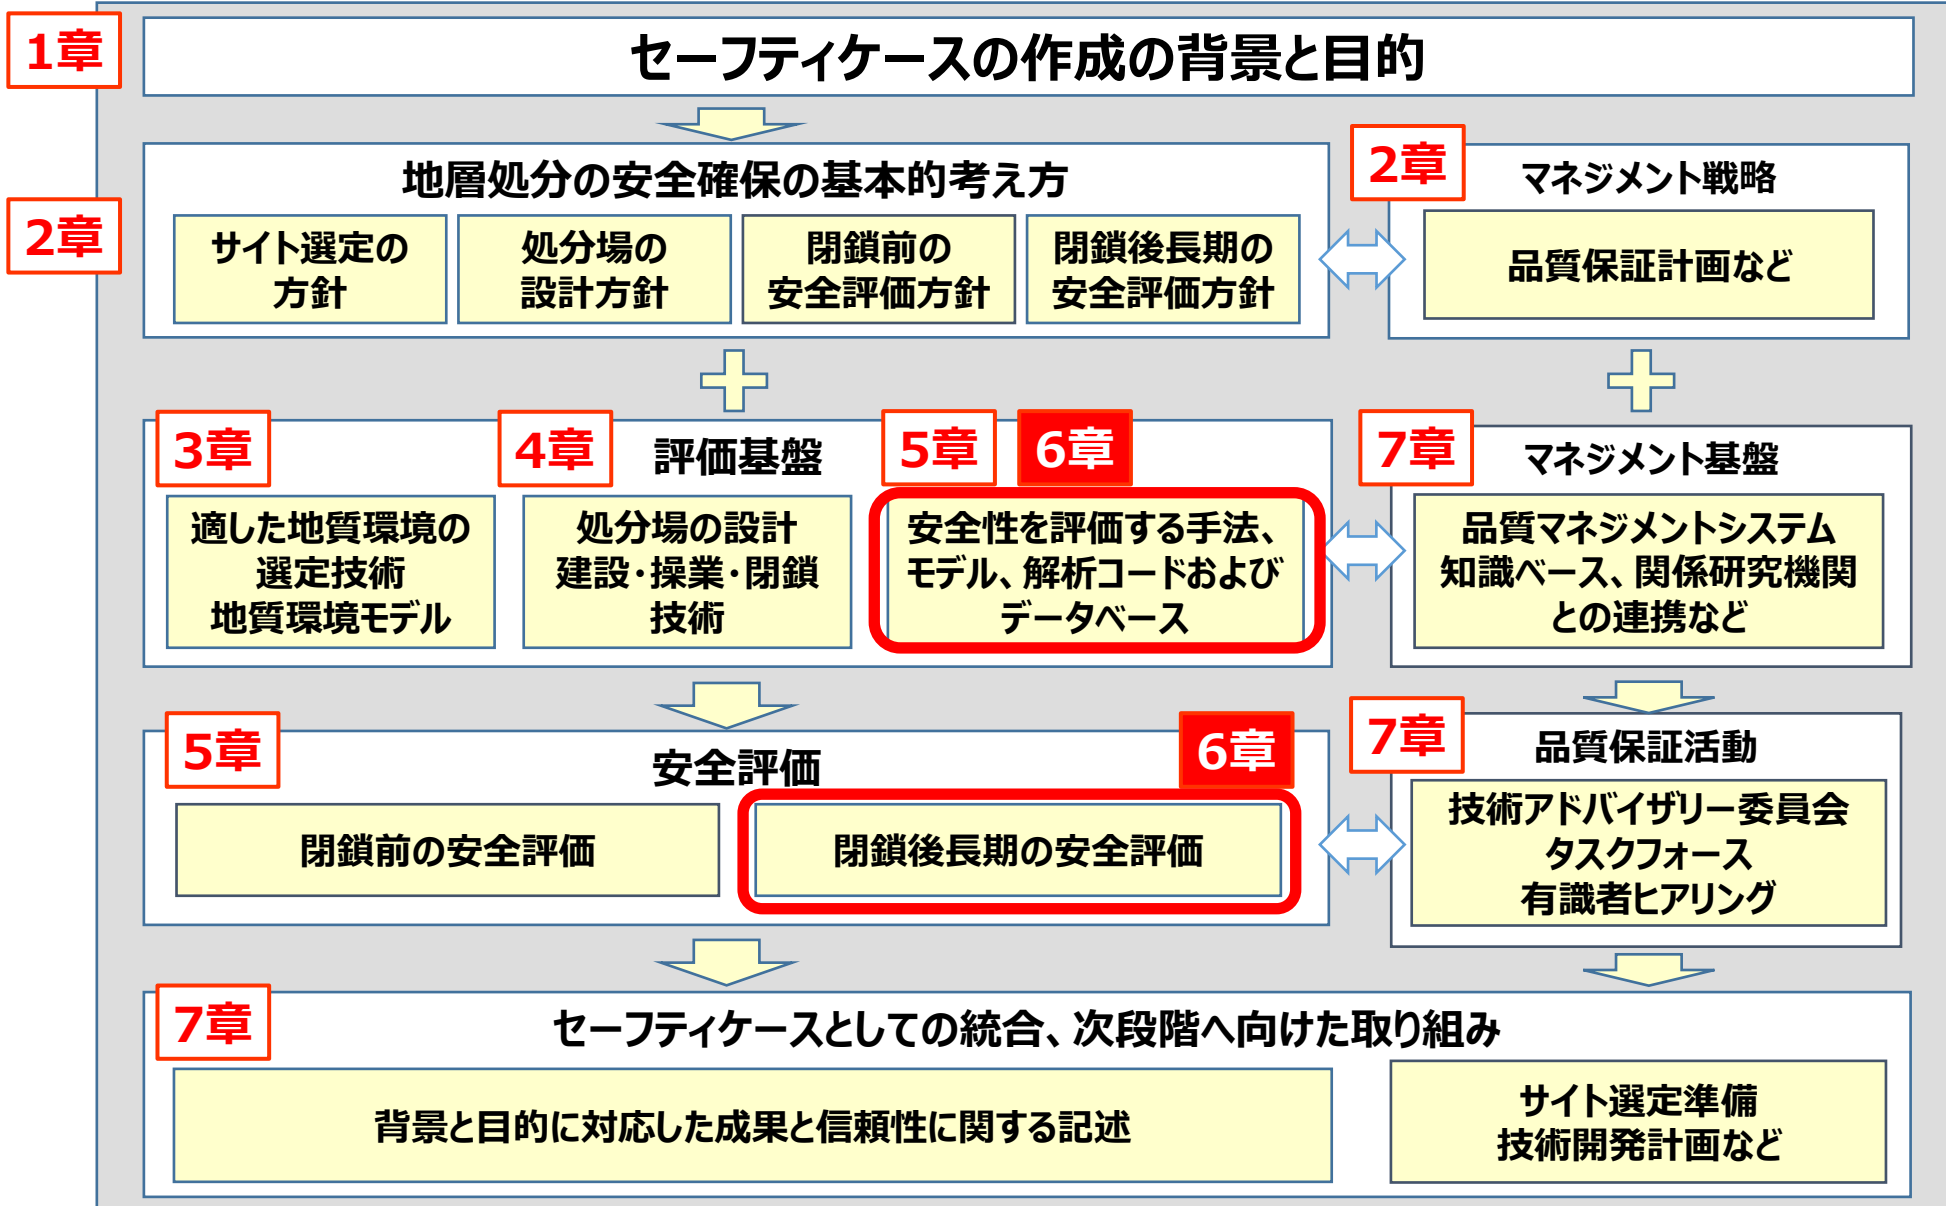 1章
セーフティケースの作成の背景と目的
2章
地層処分の安全確保の基本的考え方
サイト選定の
方針
処分場の
設計方針
閉鎖前の
安全評価方針
閉鎖後長期の
安全評価方針
2章
マネジメント戦略
品質保証計画など
3章
4章
評価基盤
5章
6章
適した地質環境の
選定技術
地質環境モデル
処分場の設計
建設・操業・閉鎖
技術
安全性を評価する手法、
モデル、解析コードおよび
データベース
7章
マネジメント基盤
品質マネジメントシステム
知識ベース、関係研究機関
との連携など
5章
安全評価
6章
閉鎖前の安全評価
閉鎖後長期の安全評価
7章
品質保証活動
技術アドバイザリー委員会
タスクフォース
有識者ヒアリング
7章
セーフティケースとしての統合、次段階へ向けた取り組み
背景と目的に対応した成果と信頼性に関する記述
サイト選定準備
技術開発計画など